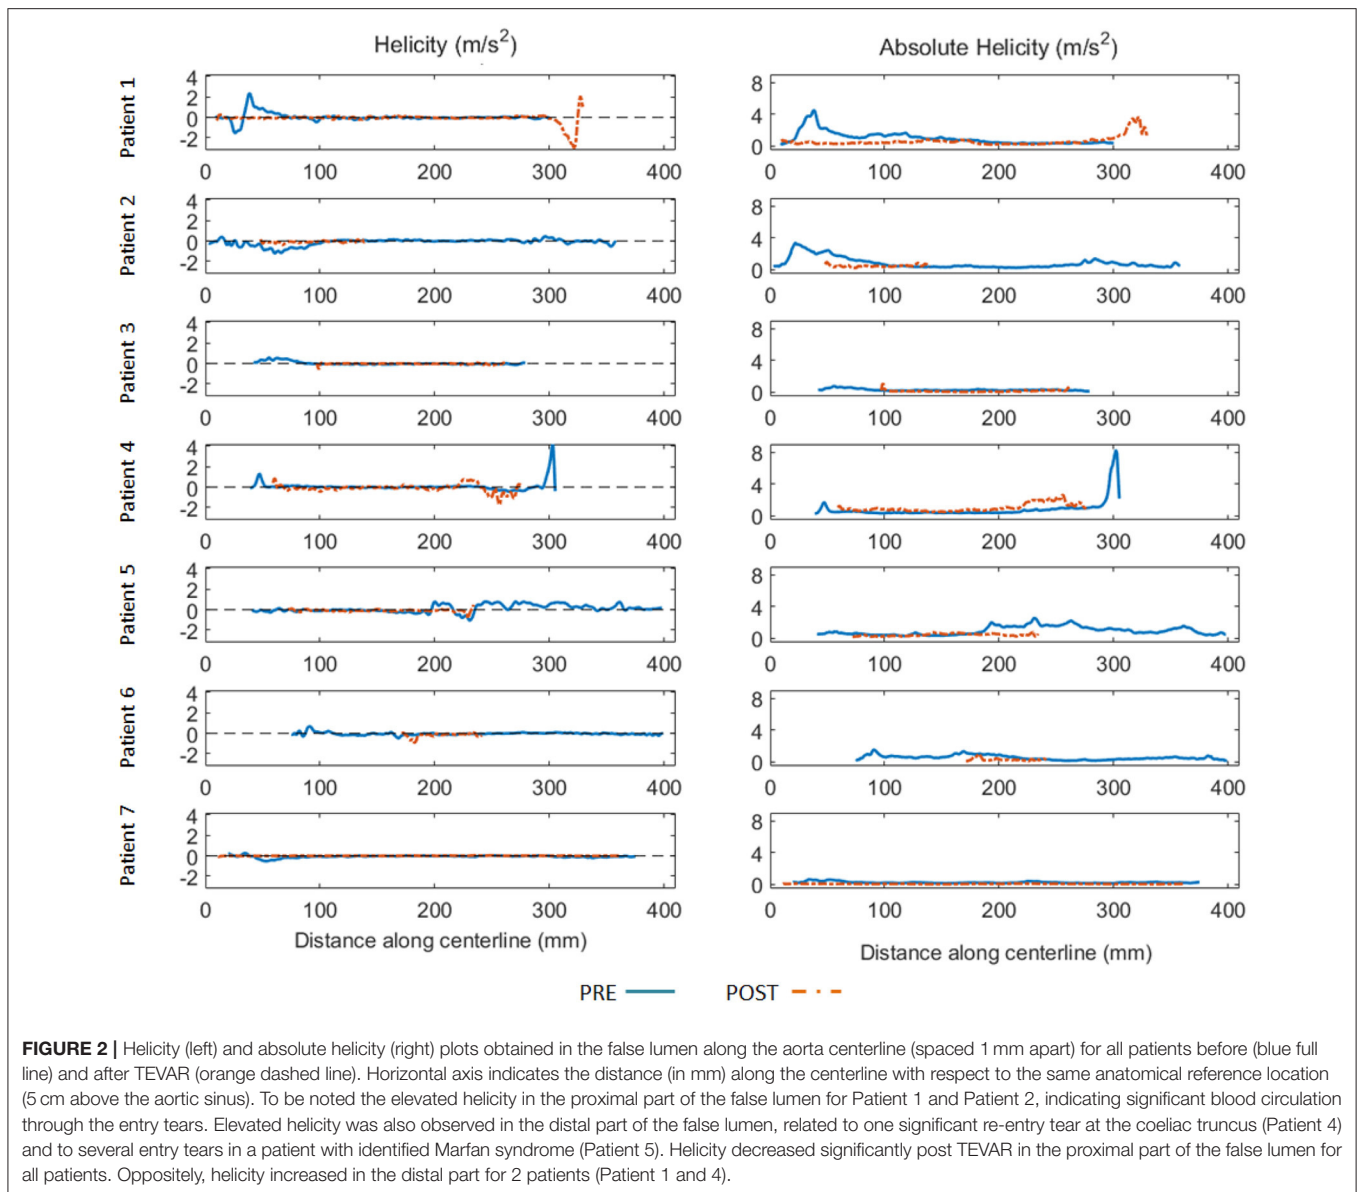 Helicity (m/s²)
Absolute Helicity (m/s²)
Patient 1
4
2
0
-2
0 100 200 300 400
8
4
0
0 100 200 300 400
Patient 2
4
2
0
-2
0 100 200 300 400
8
4
0
0 100 200 300 400
Patient 3
4
2
0
-2
0 100 200 300 400
8
4
0
0 100 200 300 400
Patient 4
4
2
0
-2
0 100 200 300 400
8
4
0
0 100 200 300 400
Patient 5
4
2
0
-2
0 100 200 300 400
8
4
0
0 100 200 300 400
Patient 6
4
2
0
-2
0 100 200 300 400
8
4
0
0 100 200 300 400
Patient 7
4
2
0
-2
0 100 200 300 400
8
4
0
0 100 200 300 400
Distance along centerline (mm)
Distance along centerline (mm)
PRE POST
FIGURE 2 | Helicity (left) and absolute helicity (right) plots obtained in the false lumen along the aorta centerline (spaced 1 mm apart) for all patients before (blue full
line) and after TEVAR (orange dashed line). Horizontal axis indicates the distance (in mm) along the centerline with respect to the same anatomical reference location
(5 cm above the aortic sinus). To be noted the elevated helicity in the proximal part of the false lumen for Patient 1 and Patient 2, indicating significant blood circulation
through the entry tears. Elevated helicity was also observed in the distal part of the false lumen, related to one significant re-entry tear at the coeliac truncus (Patient 4)
and to several entry tears in a patient with identified Marfan syndrome (Patient 5). Helicity decreased significantly post TEVAR in the proximal part of the false lumen for
all patients. Oppositely, helicity increased in the distal part for 2 patients (Patient 1 and 4).